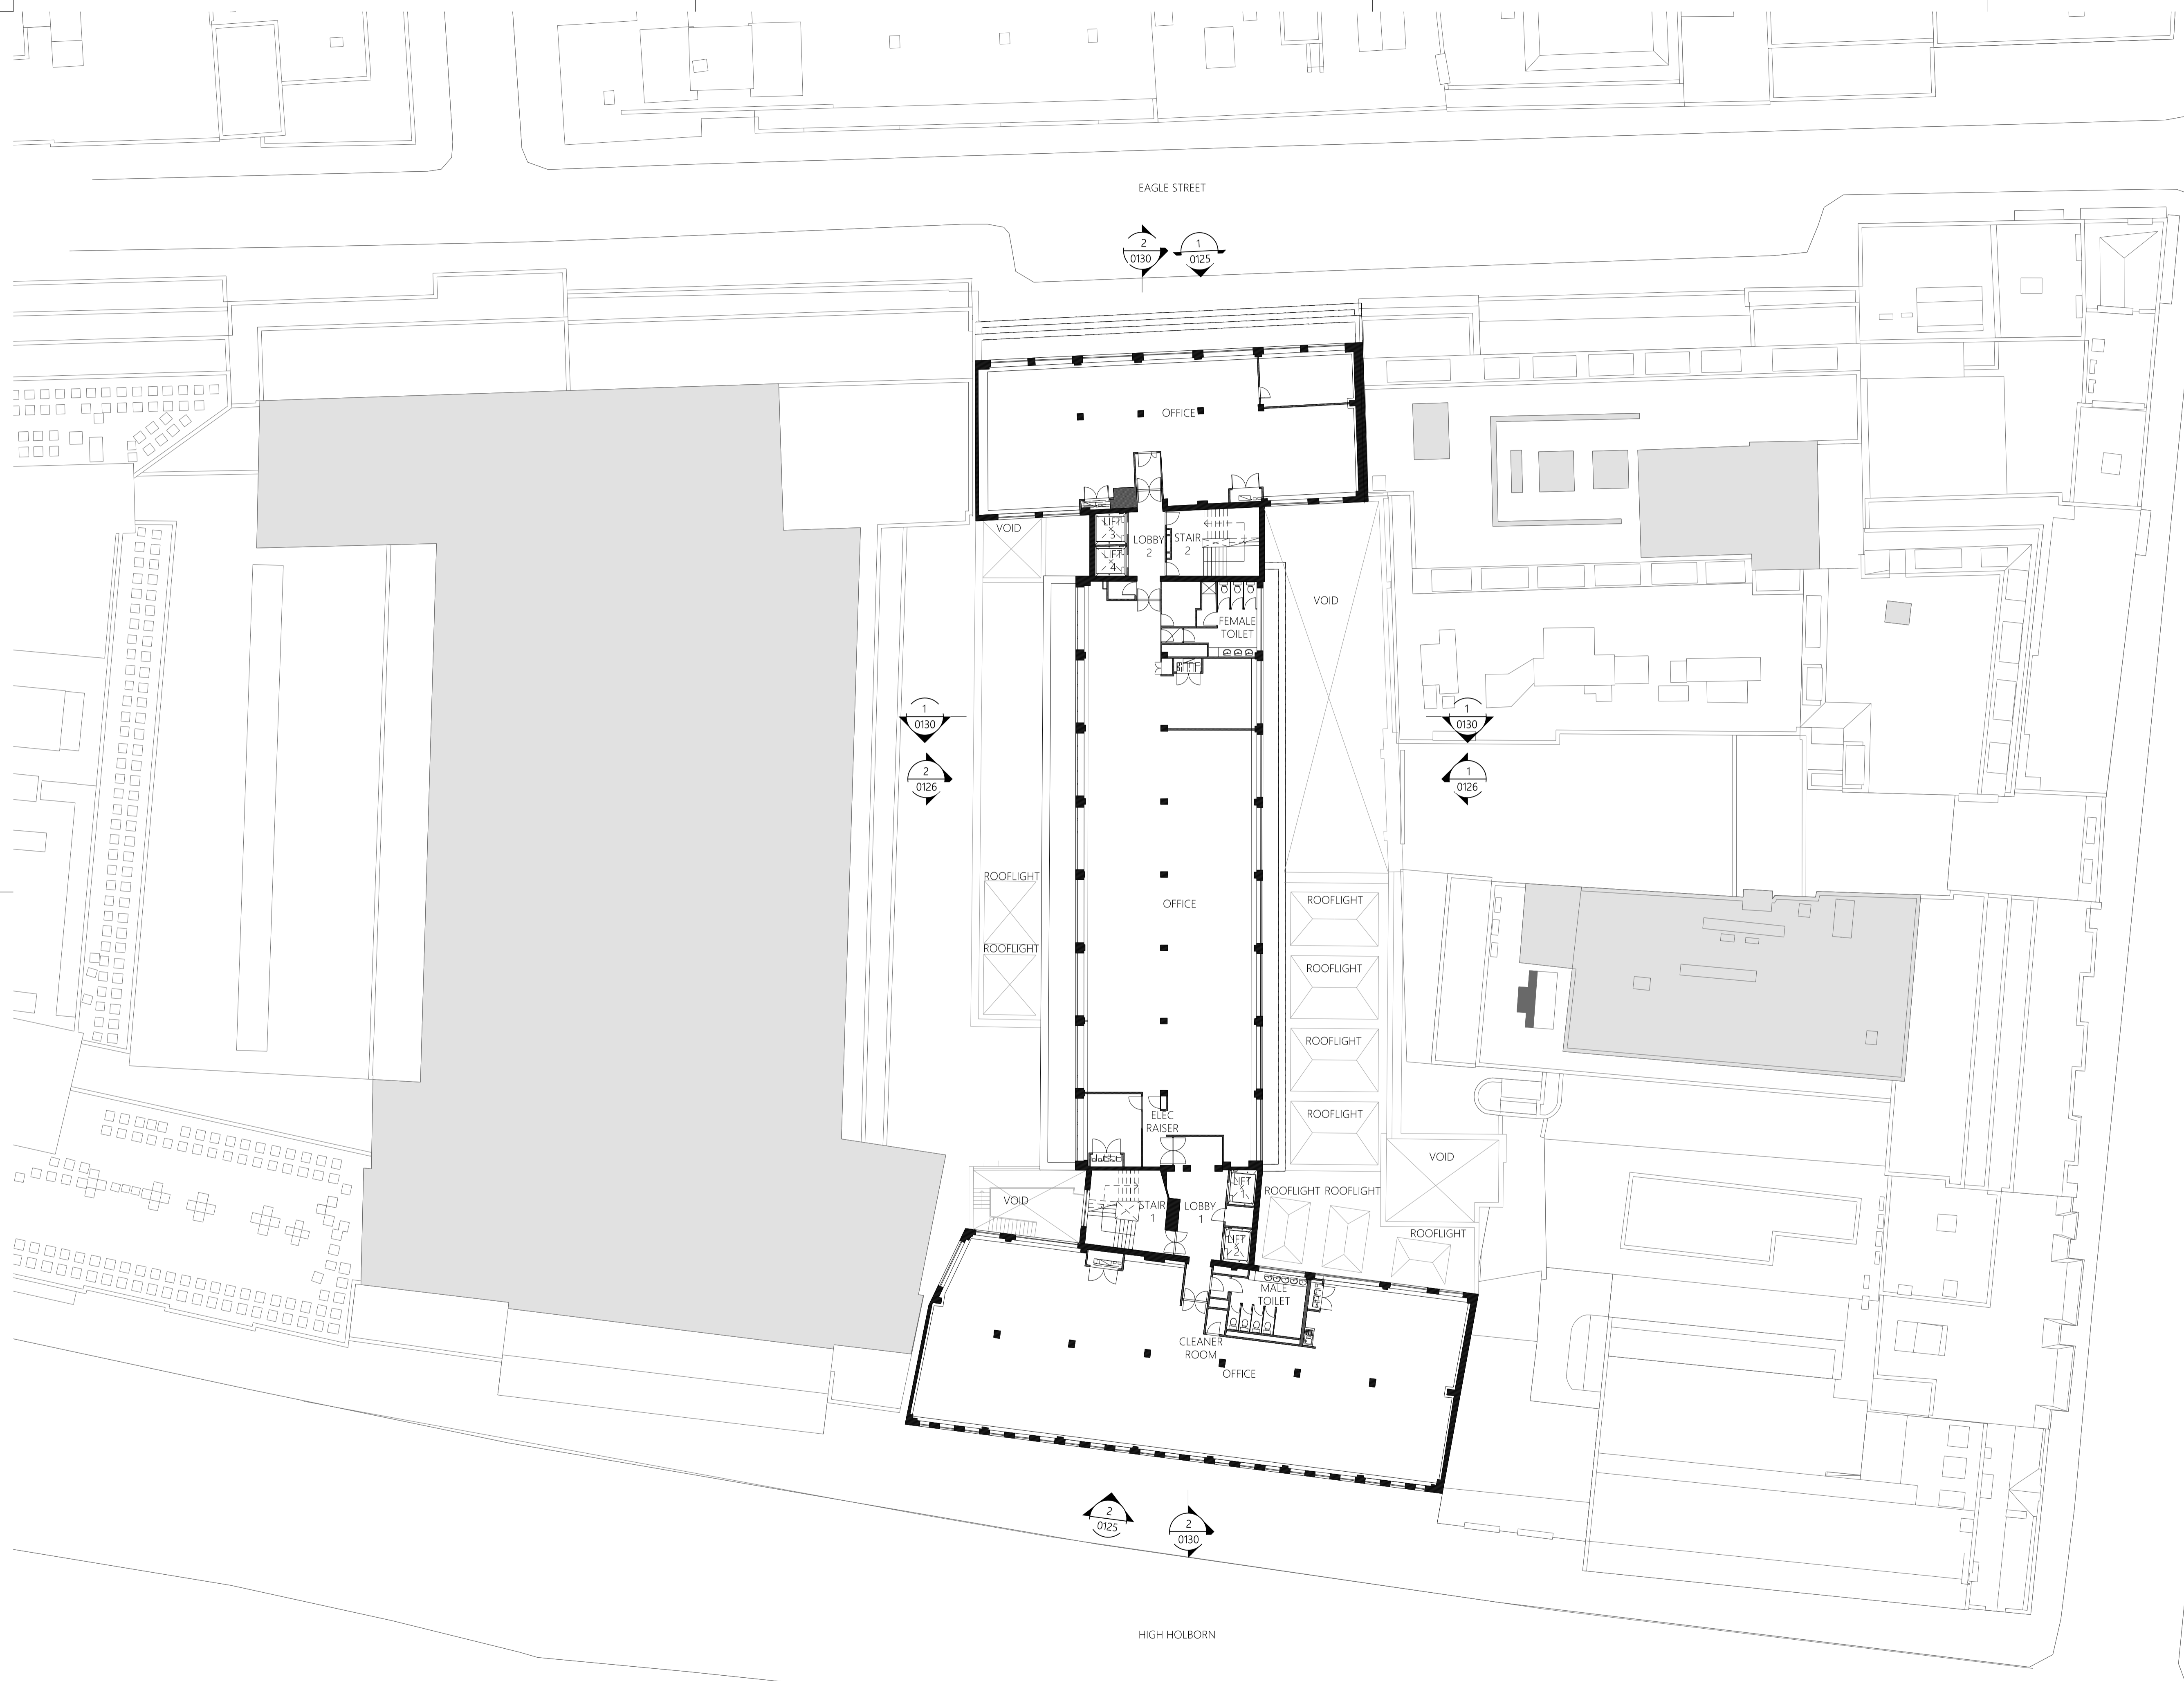 EAGLE STREET
2
0130
1
0125
OFFICE
VOID
LIFT
3
LIFT
4
LOBBY
2
STAIR
2
VOID
FEMALE
TOILET
1
0130
1
0130
2
0126
1
0126
ROOFLIGHT
ROOFLIGHT
OFFICE
ROOFLIGHT
ROOFLIGHT
ROOFLIGHT
ROOFLIGHT
ELEC
RAISER
VOID
VOID
STAIR
1
LOBBY
1
LIFT
1
LIFT
2
ROOFLIGHT
ROOFLIGHT
ROOFLIGHT
MALE
TOILET
CLEANER
ROOM
OFFICE
2
0125
2
0130
HIGH HOLBORN